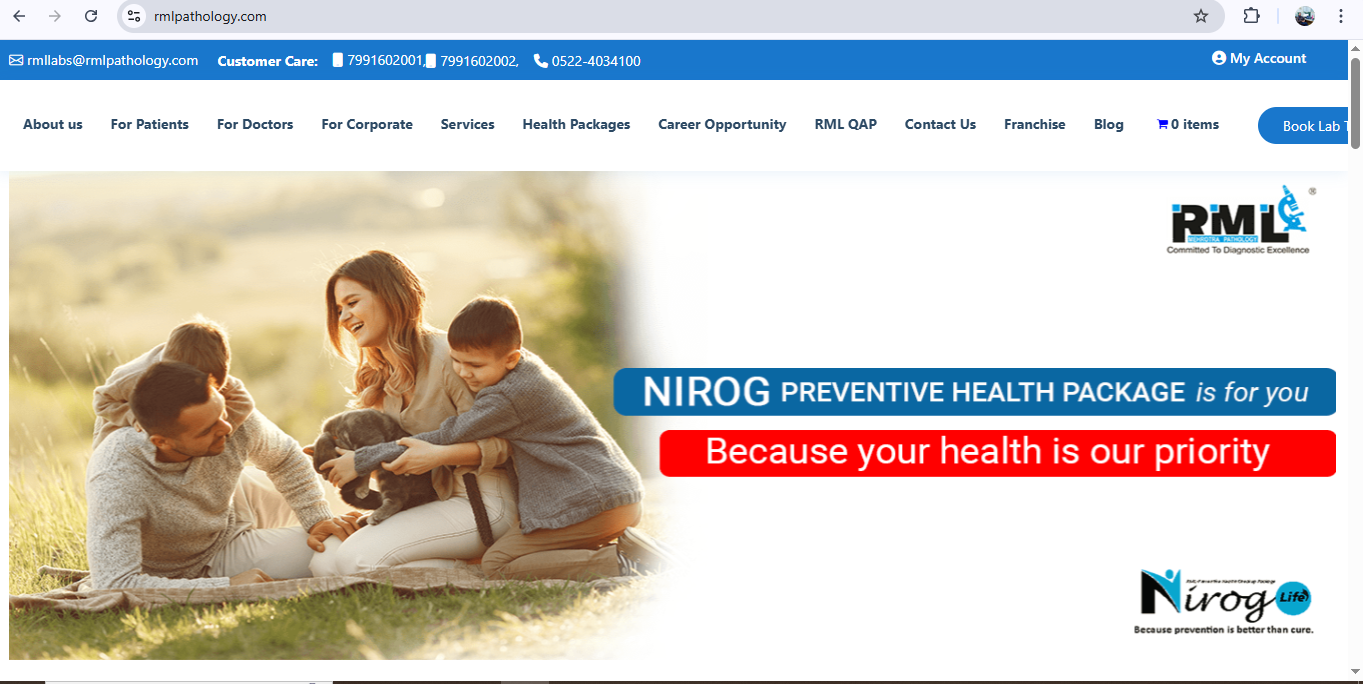 rmlpathology.com
rmllabs@rmlpathology.com Customer Care: 7991602001, 7991602002, 0522-4034100 My Account
About us For Patients For Doctors For Corporate Services Health Packages Career Opportunity RML QAP Contact Us Franchise Blog 0 items Book Lab T
RML ®
MEHROTRA PATHOLOGY
Committed To Diagnostic Excellence
NIROG PREVENTIVE HEALTH PACKAGE is for you
Because your health is our priority
Nirog Life
Because prevention is better than cure.